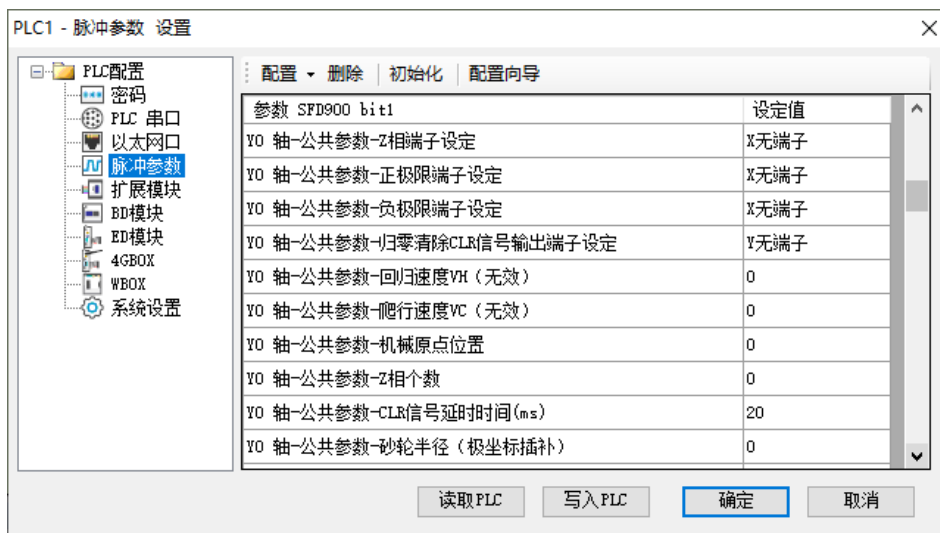 PLC1 - 脉冲参数 设置
PLC配置
密码
PLC 串口
以太网口
脉冲参数
扩展模块
BD模块
ED模块
4GBOX
WBOX
系统设置
配置 删除 初始化 配置向导
参数 SFD900 bit1 设定值
Y0 轴-公共参数-Z相端子设定 X无端子
Y0 轴-公共参数-正极限端子设定 X无端子
Y0 轴-公共参数-负极限端子设定 X无端子
Y0 轴-公共参数-归零清除CLR信号输出端子设定 Y无端子
Y0 轴-公共参数-回归速度VH（无效） 0
Y0 轴-公共参数-爬行速度VC（无效） 0
Y0 轴-公共参数-机械原点位置 0
Y0 轴-公共参数-Z相个数 0
Y0 轴-公共参数-CLR信号延时时间(ms) 20
Y0 轴-公共参数-砂轮半径（极坐标插补） 0
读取PLC 写入PLC 确定 取消